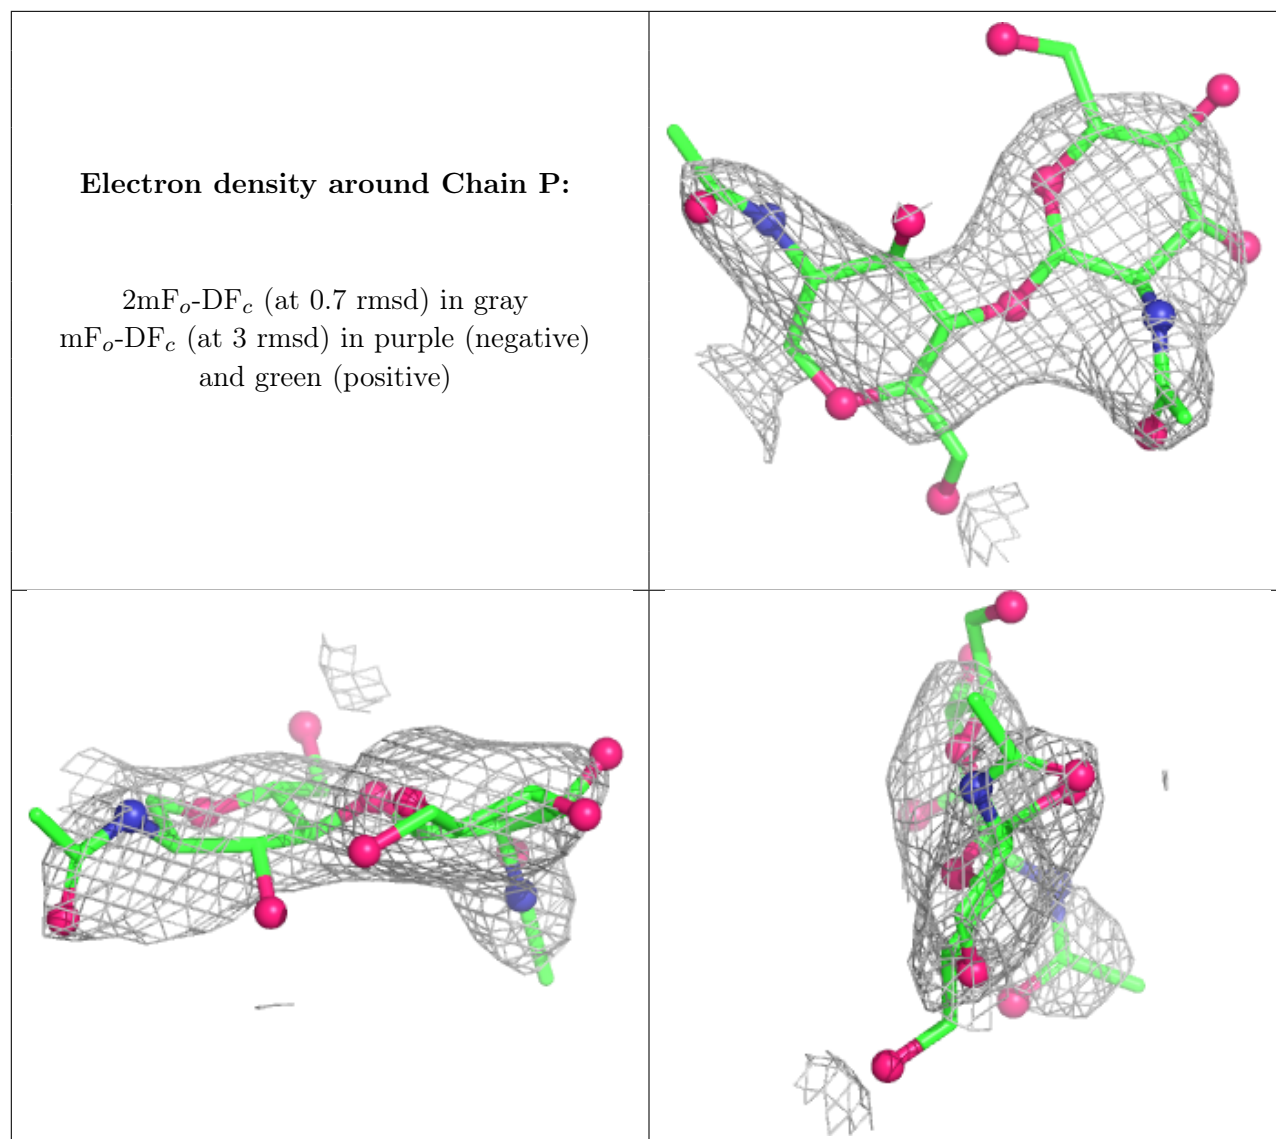 Electron density around Chain P:
2mFo-DFc (at 0.7 rmsd) in gray
mFo-DFc (at 3 rmsd) in purple (negative)
and green (positive)